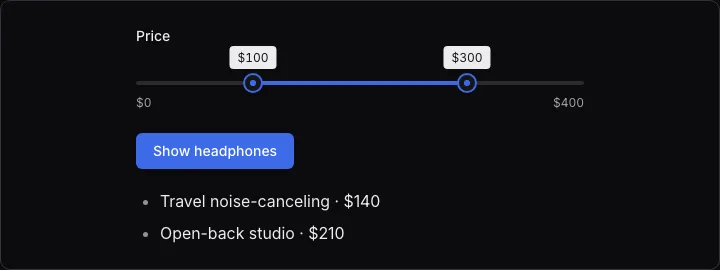 Price
$100 $300
$0 $400
Show headphones
Travel noise-canceling · $140
Open-back studio · $210